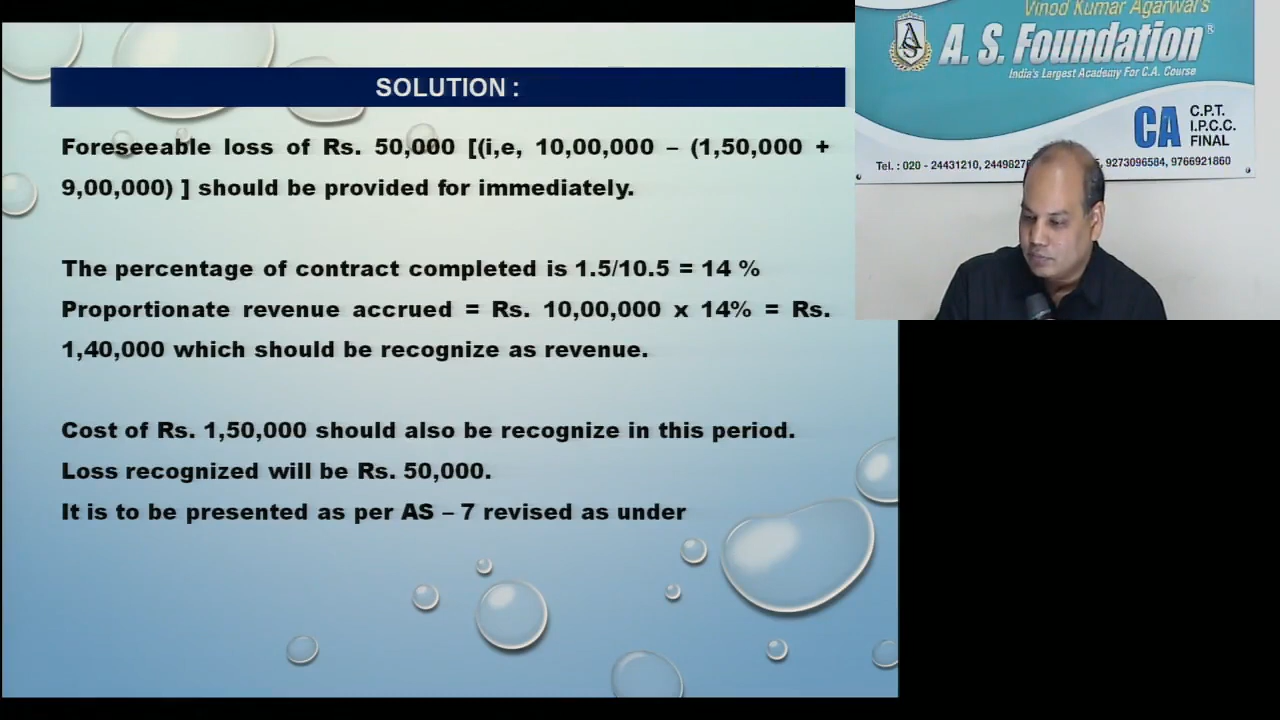 SOLUTION :
Foreseeable loss of Rs. 50,000 [(i,e, 10,00,000 – (1,50,000 +
9,00,000) ] should be provided for immediately.
The percentage of contract completed is 1.5/10.5 = 14 %
Proportionate revenue accrued = Rs. 10,00,000 x 14% = Rs.
1,40,000 which should be recognize as revenue.
Cost of Rs. 1,50,000 should also be recognize in this period.
Loss recognized will be Rs. 50,000.
It is to be presented as per AS – 7 revised as under
Vinod Kumar Agarwal's
AS
A. S. Foundation®
India's Largest Academy For C.A. Course
CA
C.P.T.
I.P.C.C.
FINAL
Tel. : 020 - 24431210, 9273096584, 9766921860